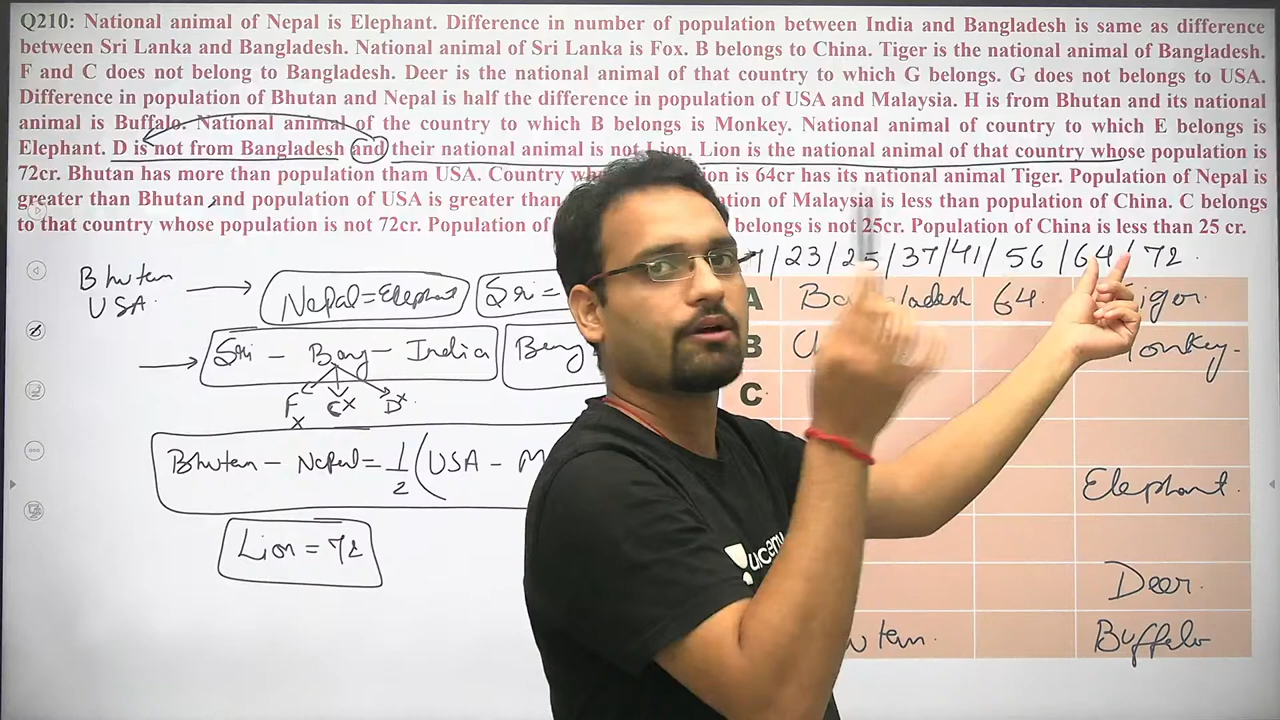 Q210: National animal of Nepal is Elephant. Difference in number of population between India and Bangladesh is same as difference
between Sri Lanka and Bangladesh. National animal of Sri Lanka is Fox. B belongs to China. Tiger is the national animal of Bangladesh.
F and C does not belong to Bangladesh. Deer is the national animal of that country to which G belongs. G does not belongs to USA.
Difference in population of Bhutan and Nepal is half the difference in population of USA and Malaysia. H is from Bhutan and its national
animal is Buffalo. National animal of the country to which B belongs is Monkey. National animal of country to which E belongs is
Elephant. D is not from Bangladesh and their national animal is not Lion. Lion is the national animal of that country whose population is
72cr. Bhutan has more than population tham USA. Country ion is 64cr has its national animal Tiger. Population of Nepal is
greater than Bhutan and population of USA is greater than ation of Malaysia is less than population of China. C belongs
to that country whose population is not 72cr. Population of belongs is not 25cr. Population of China is less than 25 cr.
/ 23 / 25 / 37 / 41 / 56 / 64 / 72
Bhutan
USA
Nepal = Elephant
Sri =
Sri - Bang - India
Bang
F x C x D x
Bhutan - Nepal = 1/2 (USA - M
Lion = 72
A Bangladesh 64 Tiger
B Monkey
C
Elephant
Deer
Buffalo